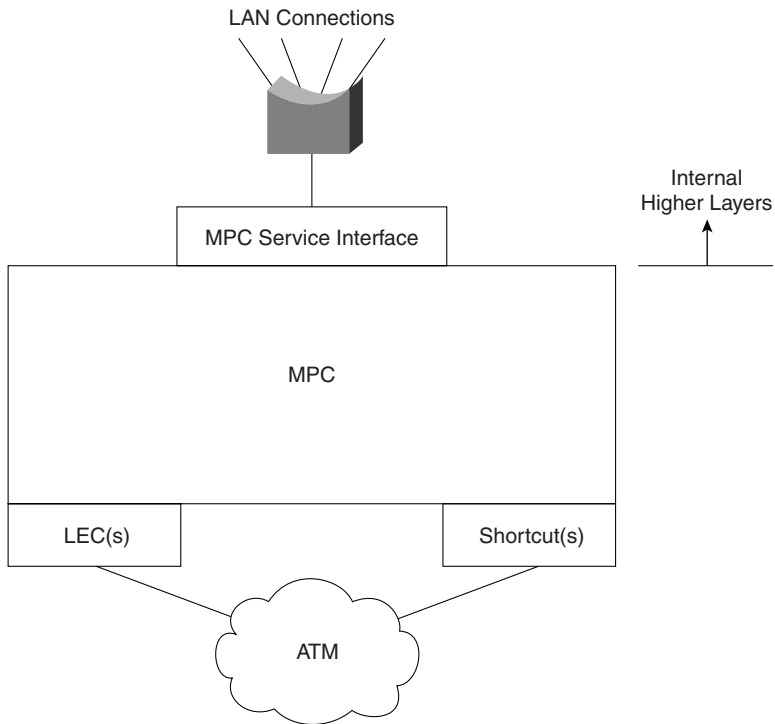 LAN Connections
Internal
Higher Layers
MPC Service Interface
MPC
LEC(s)
Shortcut(s)
ATM